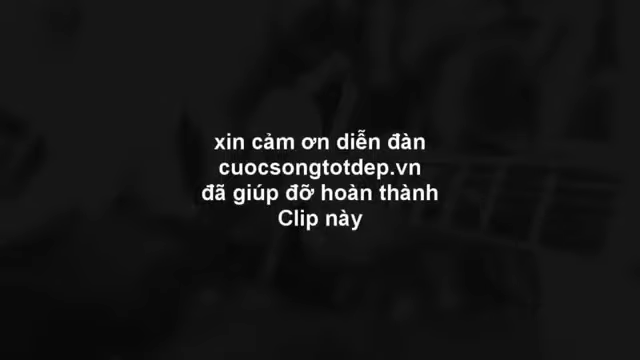 xin cảm ơn diễn đàn
cuocsongtotdep.vn
đã giúp đỡ hoàn thành
Clip này